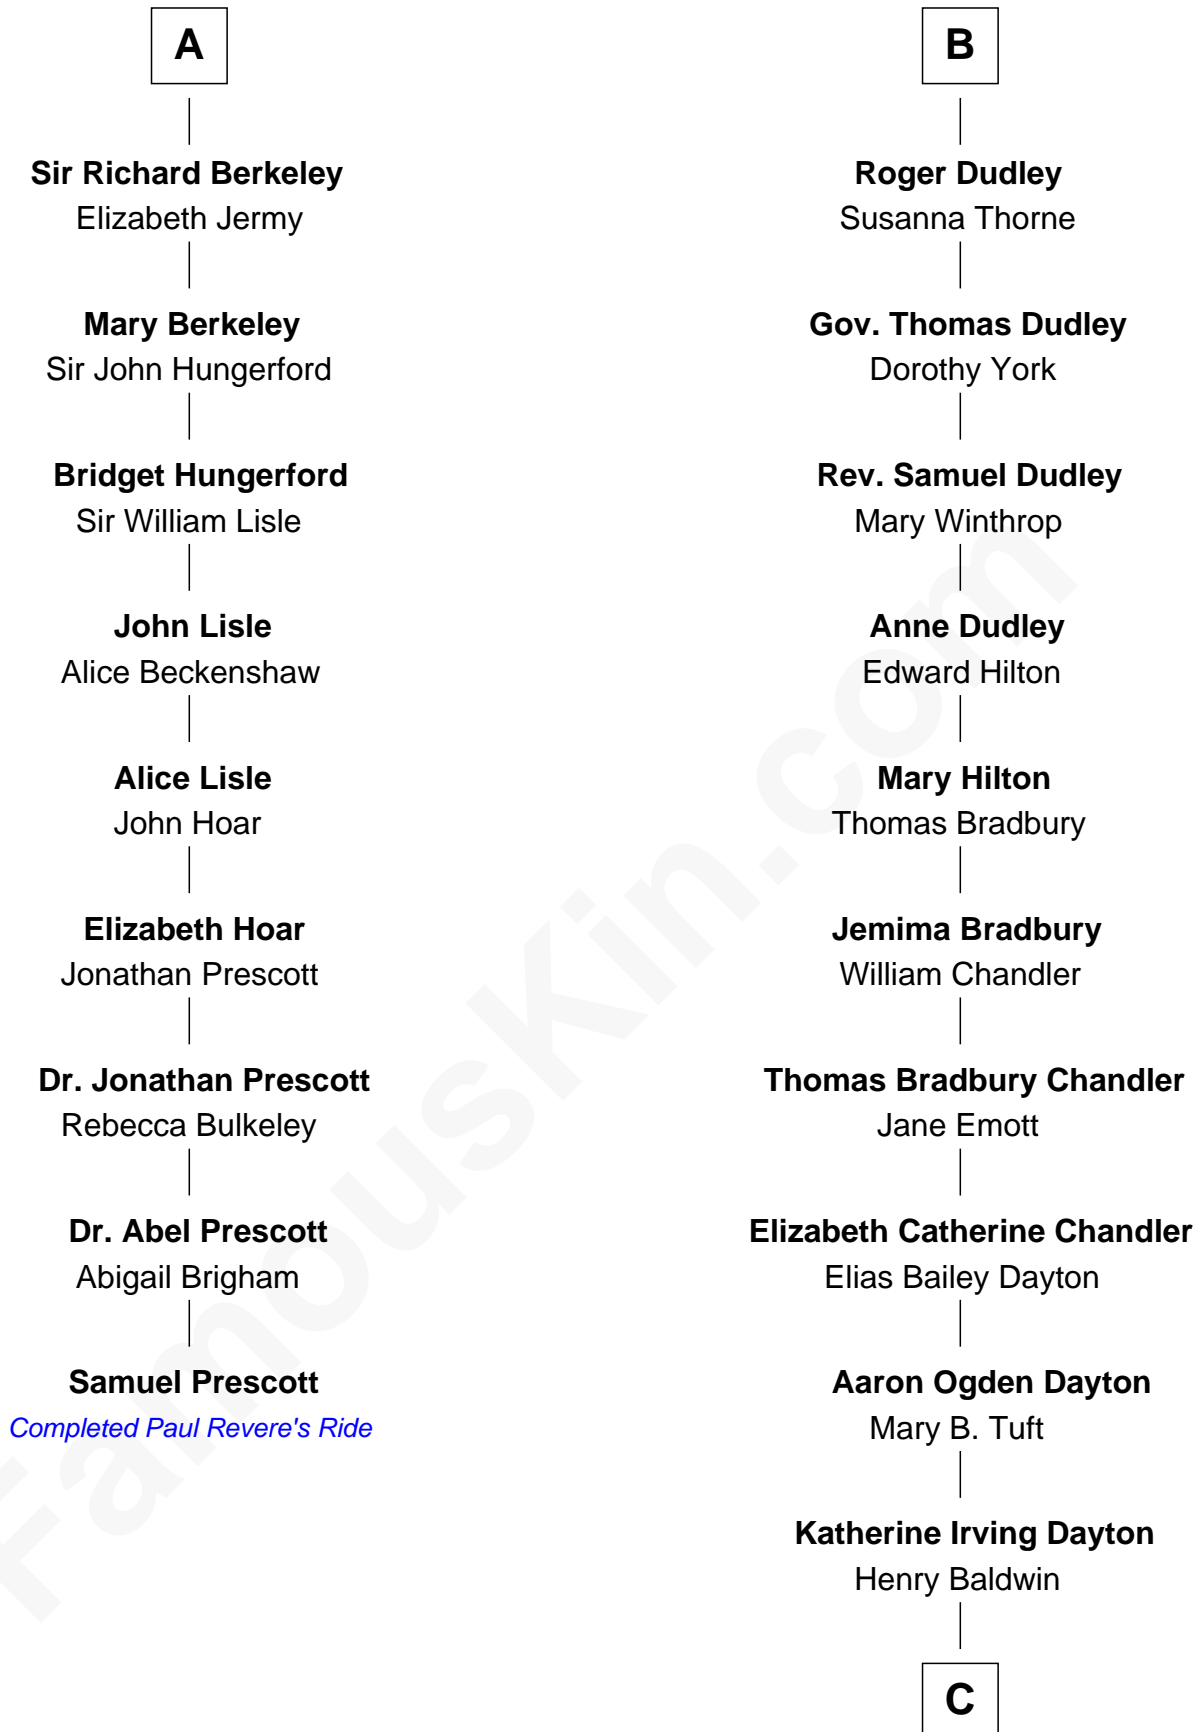 A
Sir Richard Berkeley
Elizabeth Jermy
Mary Berkeley
Sir John Hungerford
Bridget Hungerford
Sir William Lisle
John Lisle
Alice Beckenshaw
Alice Lisle
John Hoar
Elizabeth Hoar
Jonathan Prescott
Dr. Jonathan Prescott
Rebecca Bulkeley
Dr. Abel Prescott
Abigail Brigham
Samuel Prescott
Completed Paul Revere's Ride
B
Roger Dudley
Susanna Thorne
Gov. Thomas Dudley
Dorothy York
Rev. Samuel Dudley
Mary Winthrop
Anne Dudley
Edward Hilton
Mary Hilton
Thomas Bradbury
Jemima Bradbury
William Chandler
Thomas Bradbury Chandler
Jane Emott
Elizabeth Catherine Chandler
Elias Bailey Dayton
Aaron Ogden Dayton
Mary B. Tuft
Katherine Irving Dayton
Henry Baldwin
C
FamousKin.com